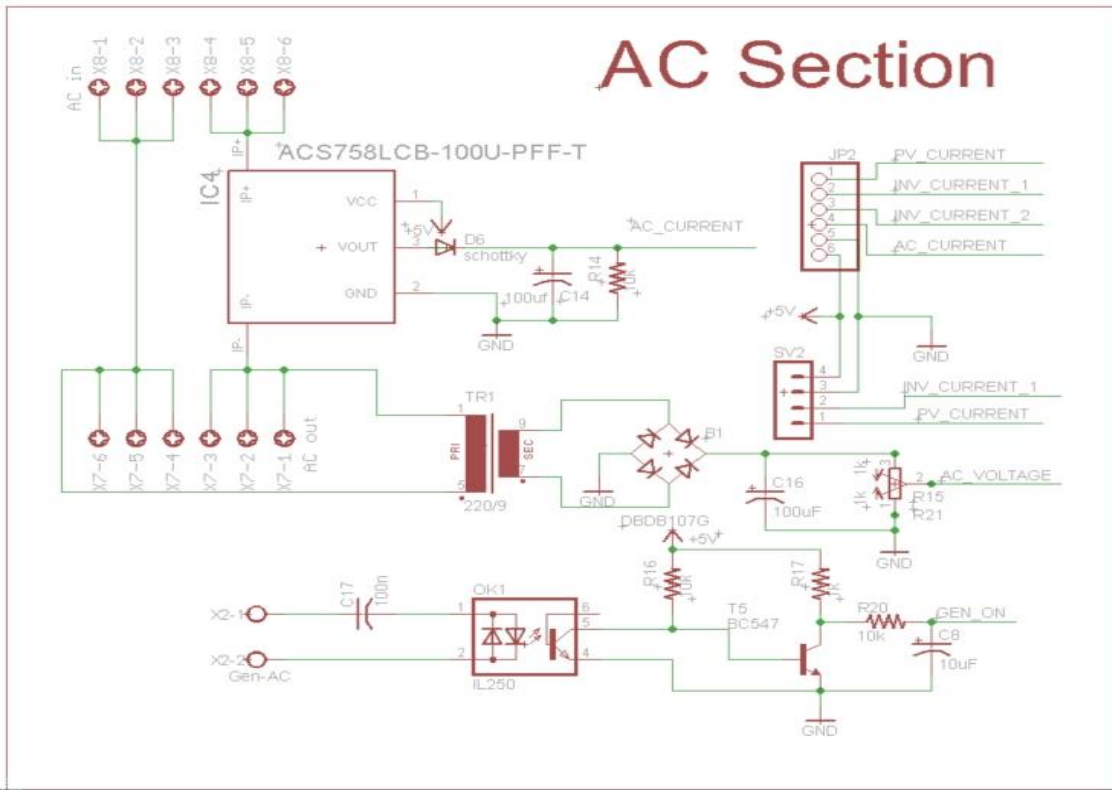 AC Section
AC in
X8-1
X8-2
X8-3
X8-4
X8-5
X8-6
IP+
ACS758LCB-100U-PFF-T
IC4
IP+
VCC
1
+5V
VOUT
3
D6
schottky
AC_CURRENT
GND
2
100uf
C14
R14
10k
GND
IP-
IP-
JP2
1
2
3
4
5
6
PV_CURRENT
INV_CURRENT_1
INV_CURRENT_2
AC_CURRENT
+5V
GND
SV2
4
3
2
1
INV_CURRENT_1
PV_CURRENT
X7-6
X7-5
X7-4
X7-3
X7-2
X7-1
AC out
TR1
1
5
PRI
SEC
9
7
220/9
B1
GND
DBDB107G
C16
100uF
1k
1k
3
2
1
AC_VOLTAGE
R15
R21
GND
+5V
R16
10k
R17
1k
X2-1
X2-2
Gen-AC
C17
100n
OK1
1
2
6
5
4
IL250
T5
BC547
R20
10k
GEN_ON
C8
10uF
GND